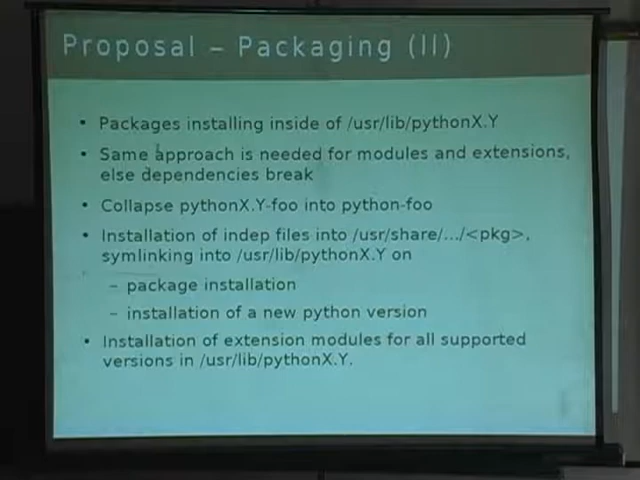 Proposal – Packaging (II)
• Packages installing inside of /usr/lib/pythonX.Y
• Same approach is needed for modules and extensions,
else dependencies break
• Collapse pythonX.Y-foo into python-foo
• Installation of indep files into /usr/share/.../<pkg>,
symlinking into /usr/lib/pythonX.Y on
– package installation
– installation of a new python version
• Installation of extension modules for all supported
versions in /usr/lib/pythonX.Y.